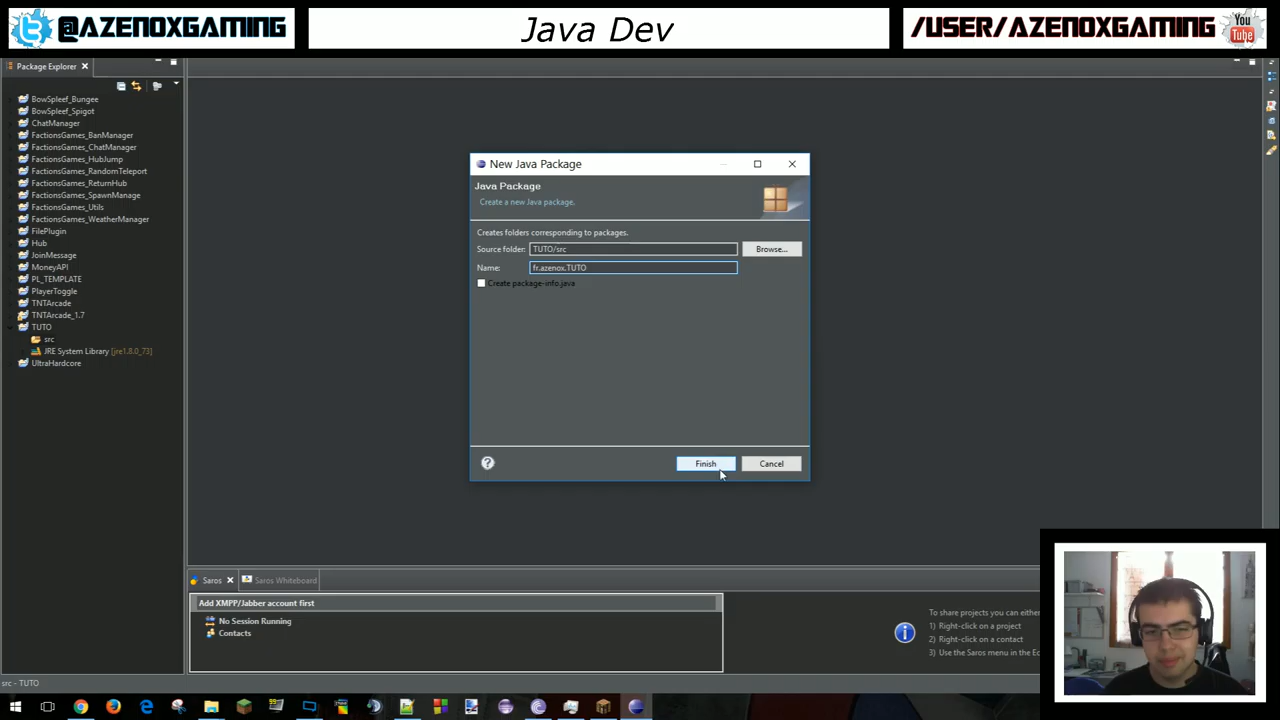 @AZENOXGAMING
Java Dev
/USER/AZENOXGAMING
You
Tube
Package Explorer
BowSpleef_Bungee
BowSpleef_Spigot
ChatManager
FactionsGames_BanManager
FactionsGames_ChatManager
FactionsGames_HubJump
FactionsGames_RandomTeleport
FactionsGames_ReturnHub
FactionsGames_SpawnManage
FactionsGames_Utils
FactionsGames_WeatherManager
FilePlugin
Hub
JoinMessage
MoneyAPI
PL_TEMPLATE
PlayerToggle
TNTArcade
TNTArcade_1.7
TUTO
src
JRE System Library [jre1.8.0_73]
UltraHardcore
New Java Package
Java Package
Create a new Java package.
Creates folders corresponding to packages.
Source folder: TUTO/src Browse...
Name: fr.azenox.TUTO
Create package-info.java
Finish Cancel
Saros Saros Whiteboard
Add XMPP/Jabber account first
No Session Running
Contacts
To share projects you can either
1) Right-click on a project
2) Right-click on a contact
3) Use the Saros menu in the Ec
src - TUTO